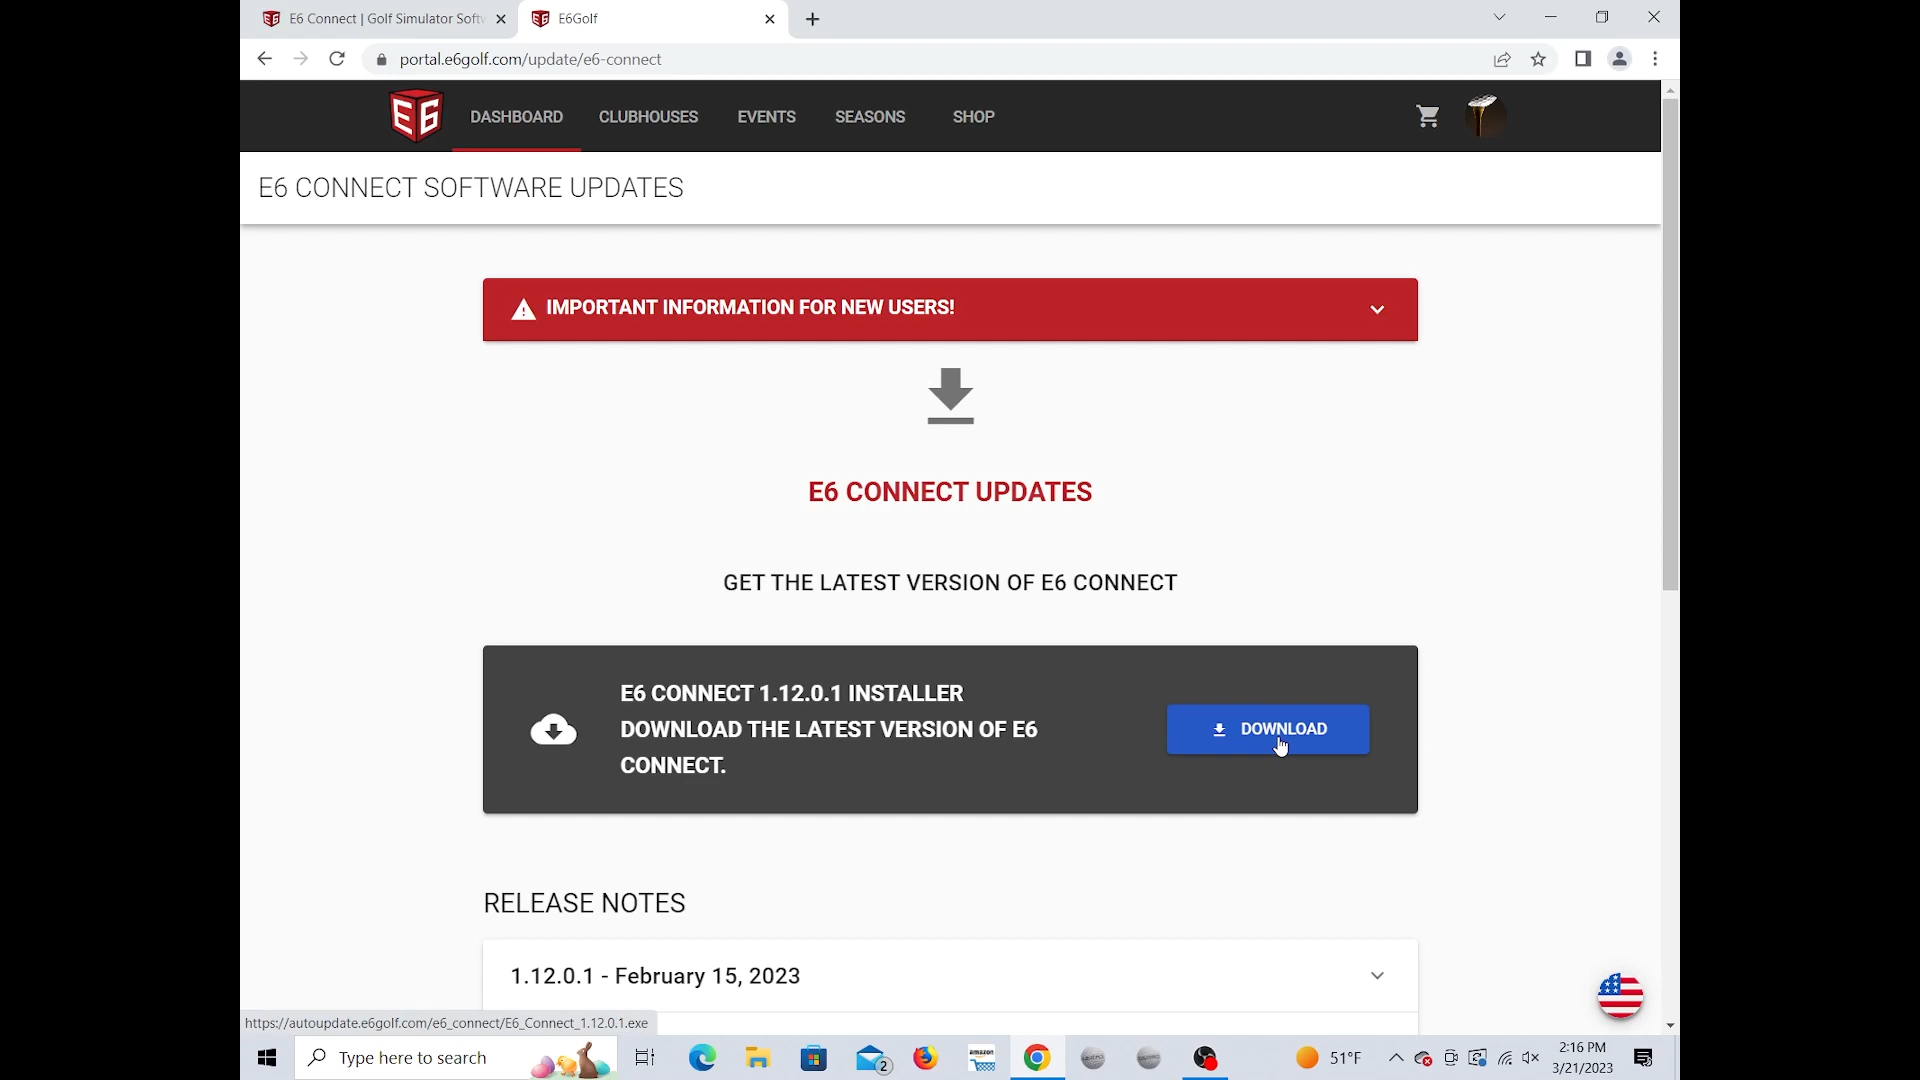 E6 Connect | Golf Simulator Softw
E6Golf
portal.e6golf.com/update/e6-connect
E6 DASHBOARD CLUBHOUSES EVENTS SEASONS SHOP
E6 CONNECT SOFTWARE UPDATES
IMPORTANT INFORMATION FOR NEW USERS!
E6 CONNECT UPDATES
GET THE LATEST VERSION OF E6 CONNECT
E6 CONNECT 1.12.0.1 INSTALLER
DOWNLOAD THE LATEST VERSION OF E6
CONNECT.
DOWNLOAD
RELEASE NOTES
1.12.0.1 - February 15, 2023
https://autoupdate.e6golf.com/e6_connect/E6_Connect_1.12.0.1.exe
Type here to search
2
amazon
51°F
2:16 PM
3/21/2023